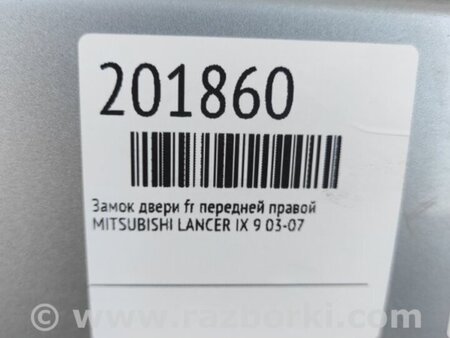 201860
Замок двери fr передней правой
MITSUBISHI LANCER IX 9 03-07
© www.razborki.com